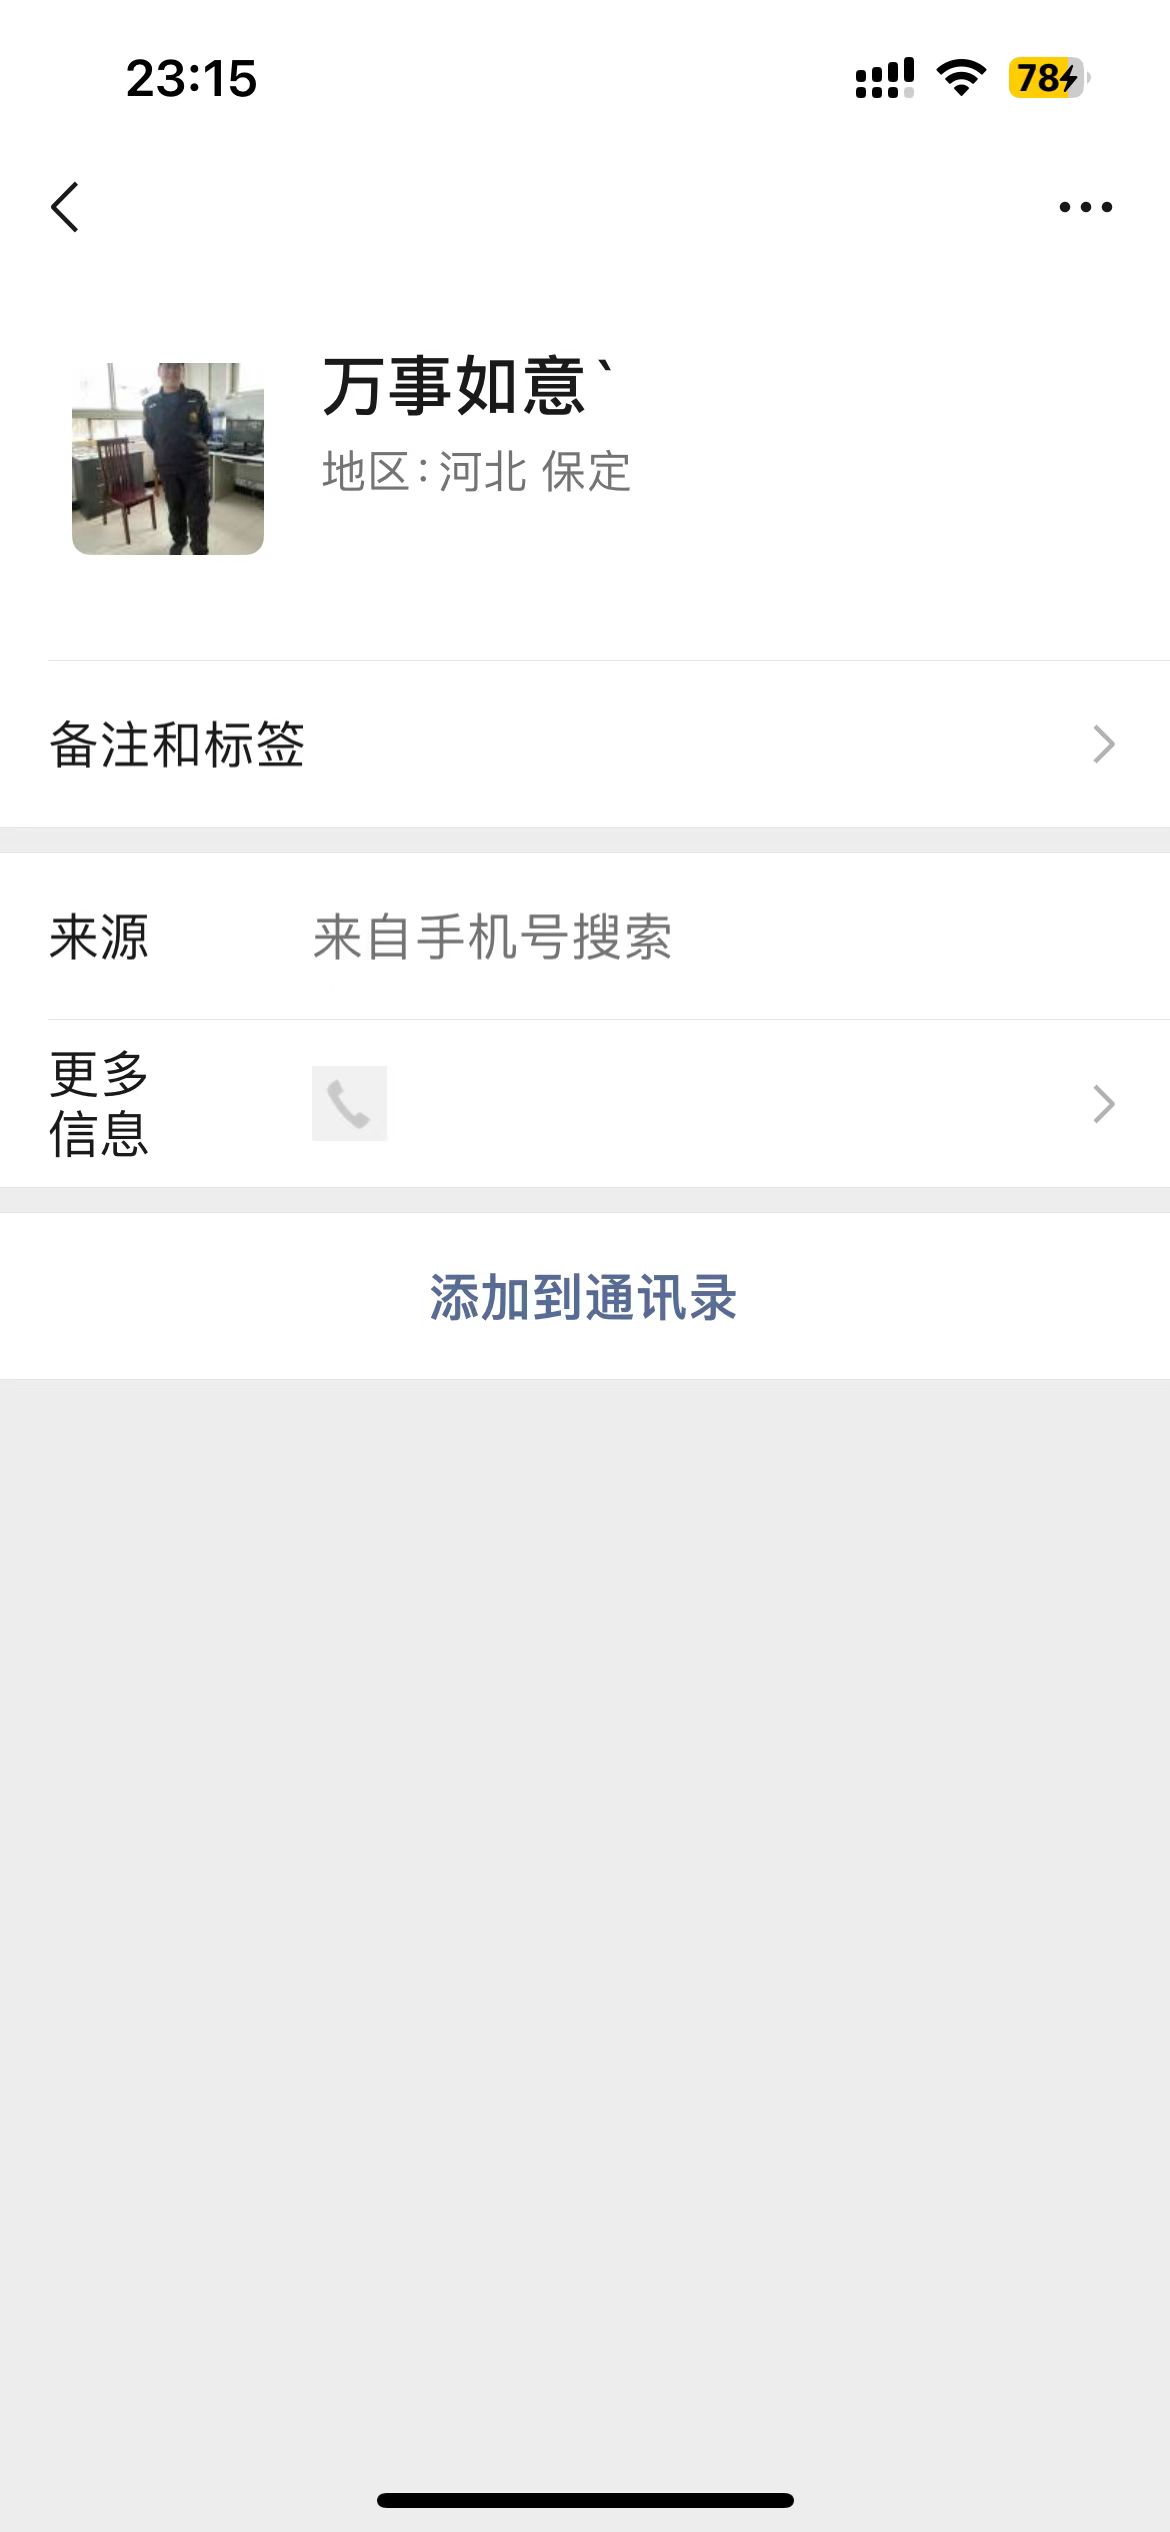 23:15
78
万事如意`
地区：河北 保定
备注和标签
来源 来自手机号搜索
更多
信息
添加到通讯录